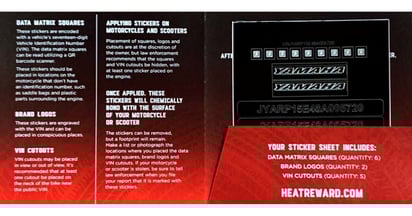 DATA MATRIX SQUARES
These stickers are encoded
with a vehicle's seventeen-digit
Vehicle Identification Number
(VIN). The data matrix squares
can be read utilizing a QR
barcode scanner.
These stickers should be
placed in locations on the
motorcycle that don't have
an identification number, such
as saddle bags and plastic
parts surrounding the engine.
BRAND LOGOS
These stickers are engraved
with the VIN and can be
placed in conspicuous places.
VIN CUTOUTS
VIN cutouts may be placed
in view or out of view. It's
recommended that at least
one cutout be placed on
the neck of the bike near
the public VIN.
APPLYING STICKERS ON
MOTORCYCLES AND SCOOTERS
Placement of squares, logos and
cutouts are at the discretion of
the owner, but law enforcement
recommends that the squares
and VIN cutouts be hidden, with
at least one sticker placed on
the engine.
ONCE APPLIED, THESE
STICKERS WILL CHEMICALLY
BOND WITH THE SURFACE
OF YOUR MOTORCYCLE
OR SCOOTER
The stickers can be removed,
but a footprint will remain.
Make a list or photograph the
locations where you placed the data
matrix squares, brand logos and
VIN cutouts. If your motorcycle
or scooter is stolen, be sure to tell
law enforcement when you file
your report that it is marked with
these stickers.
YAMAHA
YAMAHA
YOUR STICKER SHEET INCLUDES:
DATA MATRIX SQUARES (QUANTITY: 6)
BRAND LOGOS (QUANTITY: 2)
VIN CUTOUTS (QUANTITY: 5)
HEATREWARD.COM